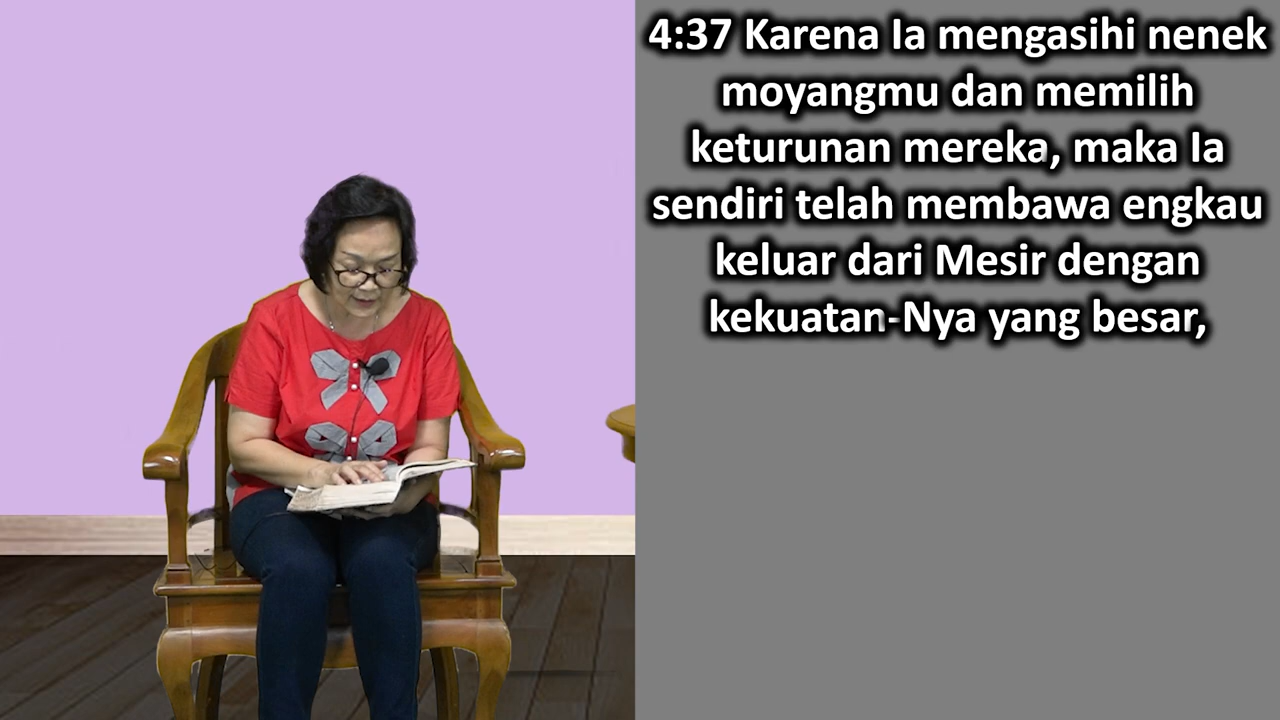 4:37 Karena Ia mengasihi nenek
moyangmu dan memilih
keturunan mereka, maka Ia
sendiri telah membawa engkau
keluar dari Mesir dengan
kekuatan-Nya yang besar,